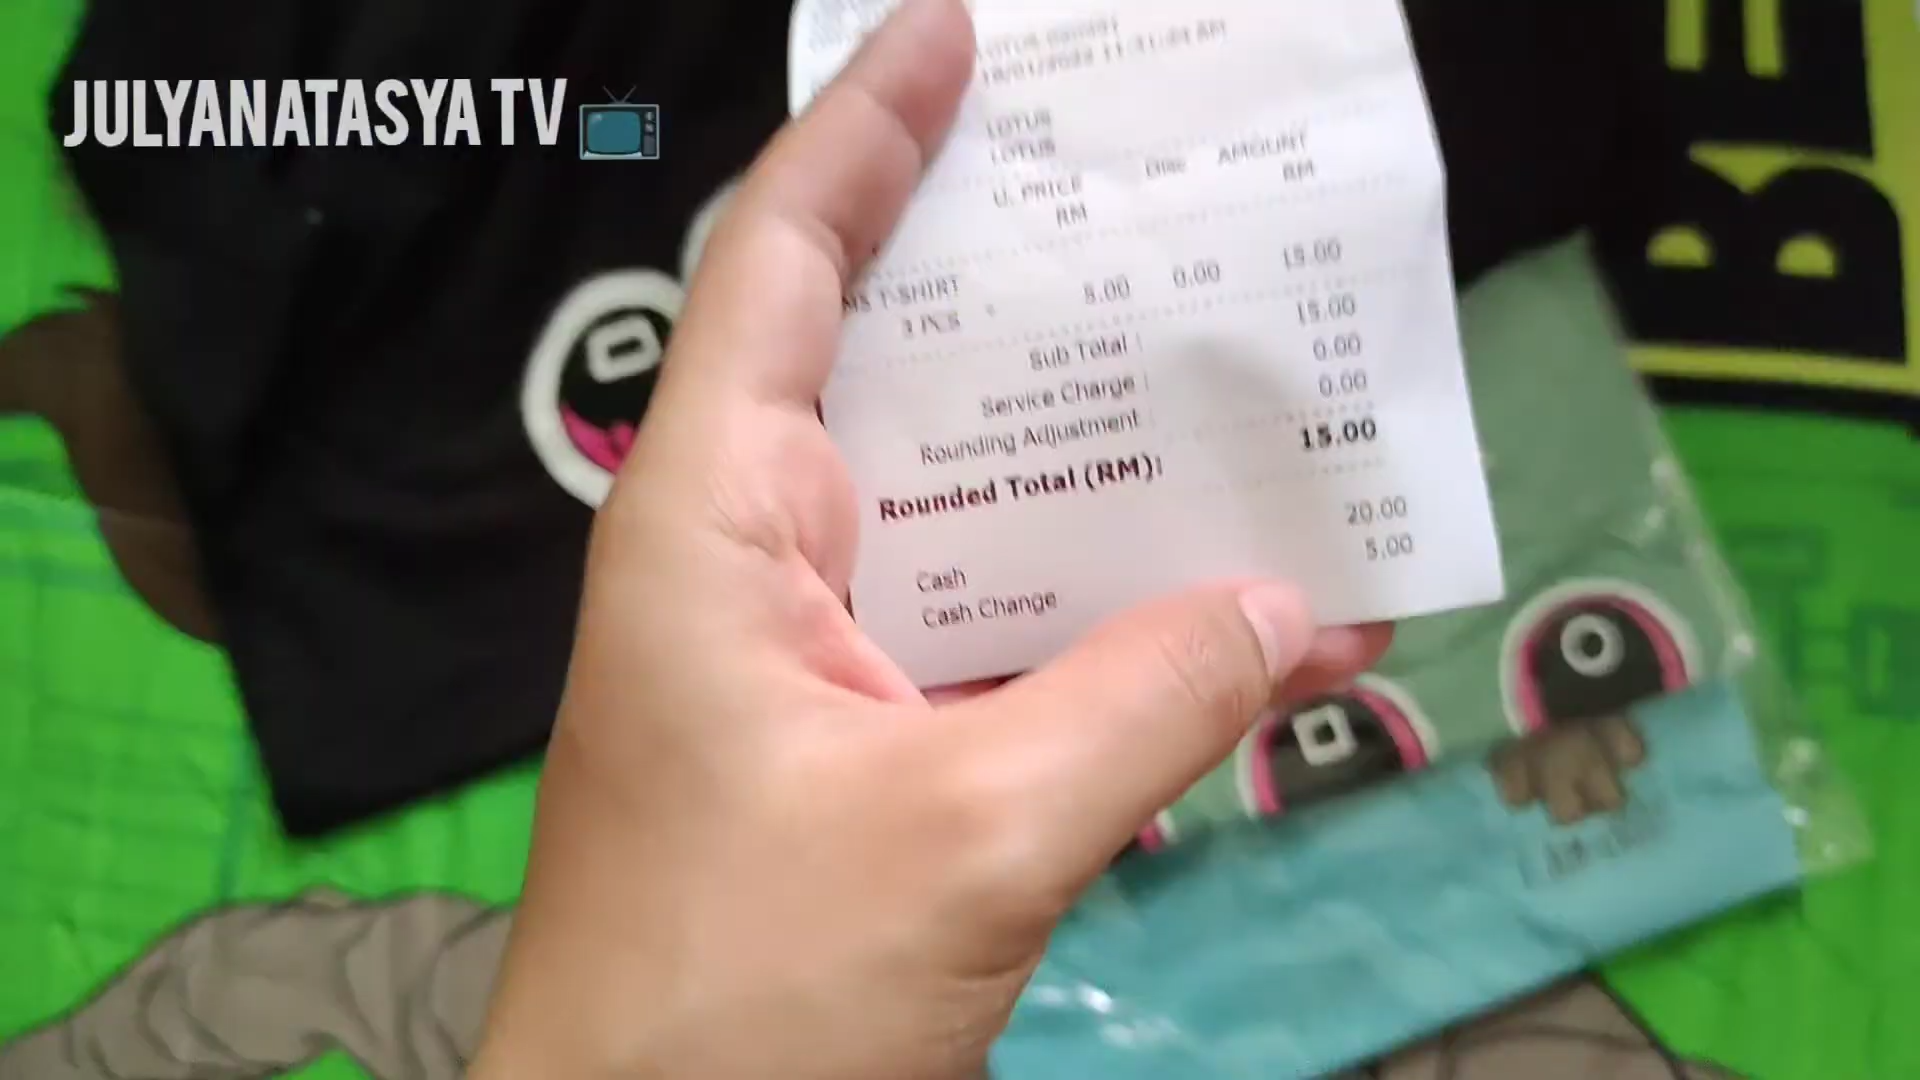 JULYANATASYA TV
LOTUS
LOTUS
U. PRICE Disc AMOUNT
RM RM
T-SHIRT
3 PCS 5.00 0.00 15.00
Sub Total : 15.00
Service Charge : 0.00
Rounding Adjustment : 0.00
Rounded Total (RM): 15.00
Cash 20.00
Cash Change 5.00
BE